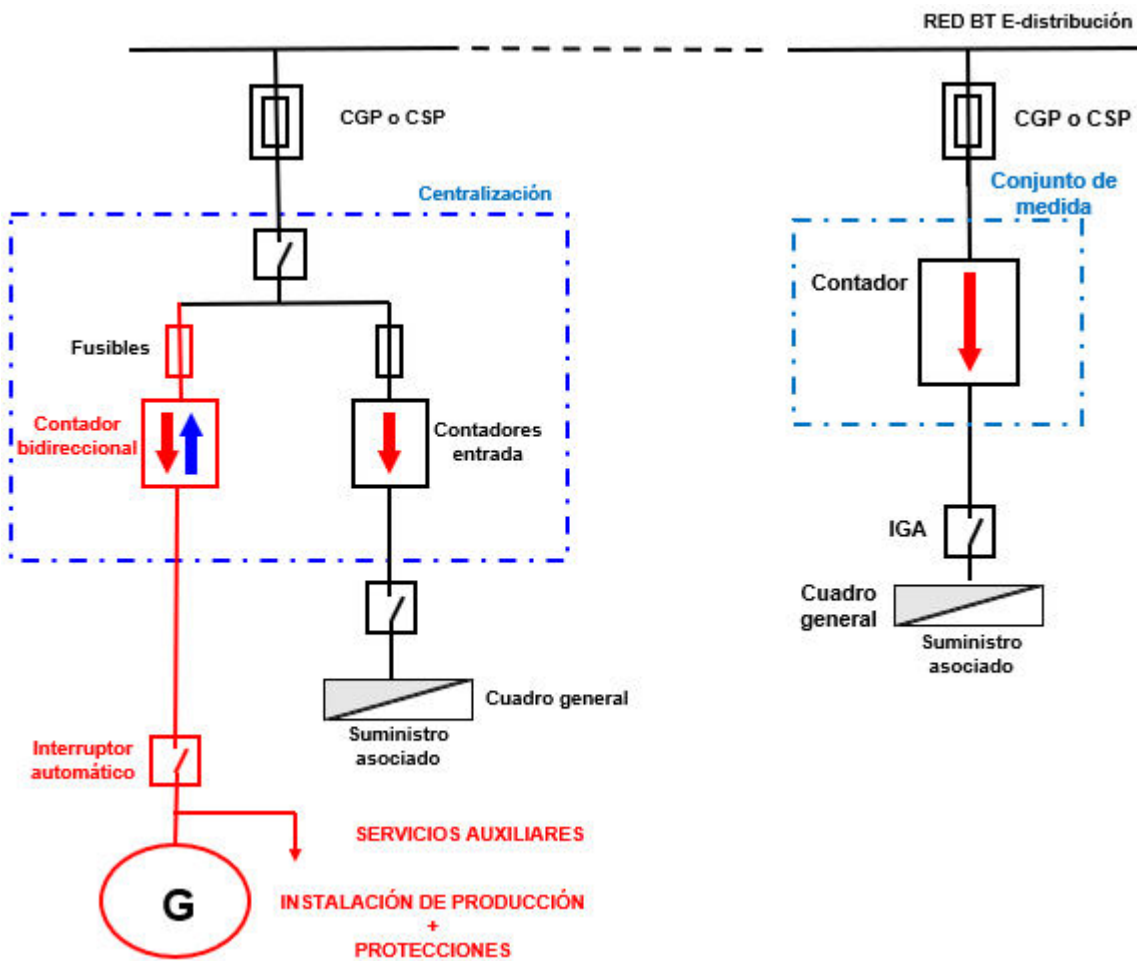 RED BT E-distribución
CGP o CSP
CGP o CSP
Centralización
Conjunto de
medida
Contador
Fusibles
Contador
bidireccional
Contadores
entrada
IGA
Cuadro
general
Suministro
asociado
Cuadro general
Suministro
asociado
Interruptor
automático
SERVICIOS AUXILIARES
G
INSTALACIÓN DE PRODUCCIÓN
+
PROTECCIONES